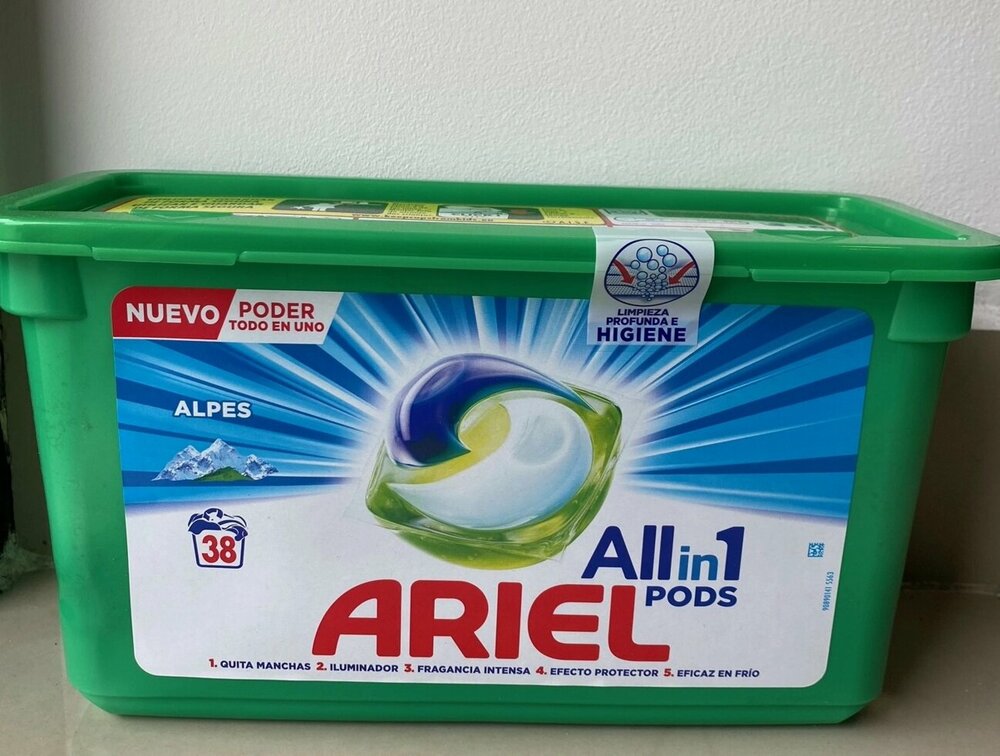 LIMPIEZA
PROFUNDA E
HIGIENE
NUEVO PODER
TODO EN UNO
ALPES
38
All in 1
PODS
ARIEL
1. QUITA MANCHAS 2. ILUMINADOR 3. FRAGANCIA INTENSA 4. EFECTO PROTECTOR 5. EFICAZ EN FRÍO